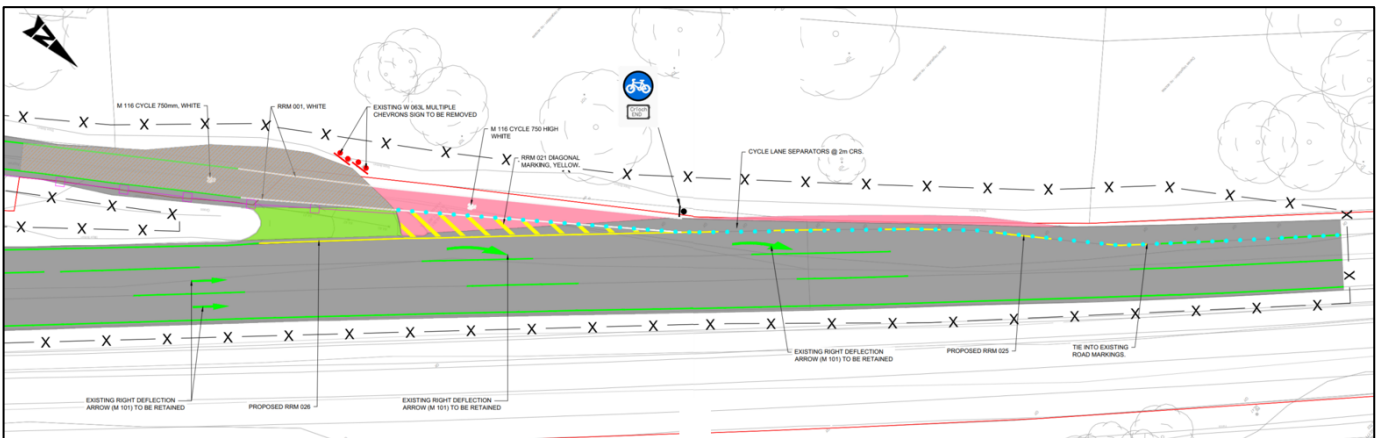 N
M 116 CYCLE 750mm, WHITE
RRM 001, WHITE
EXISTING W 063L MULTIPLE
CHEVRONS SIGN TO BE REMOVED
M 116 CYCLE 750 HIGH
WHITE
RRM 021 DIAGONAL
MARKING, YELLOW,
END
CYCLE LANE SEPARATORS @ 2m CRS.
EXISTING RIGHT DEFLECTION
ARROW (M 101) TO BE RETAINED
PROPOSED RRM 026
EXISTING RIGHT DEFLECTION
ARROW (M 101) TO BE RETAINED
EXISTING RIGHT DEFLECTION
ARROW (M 101) TO BE RETAINED
PROPOSED RRM 025
TIE INTO EXISTING
ROAD MARKINGS.